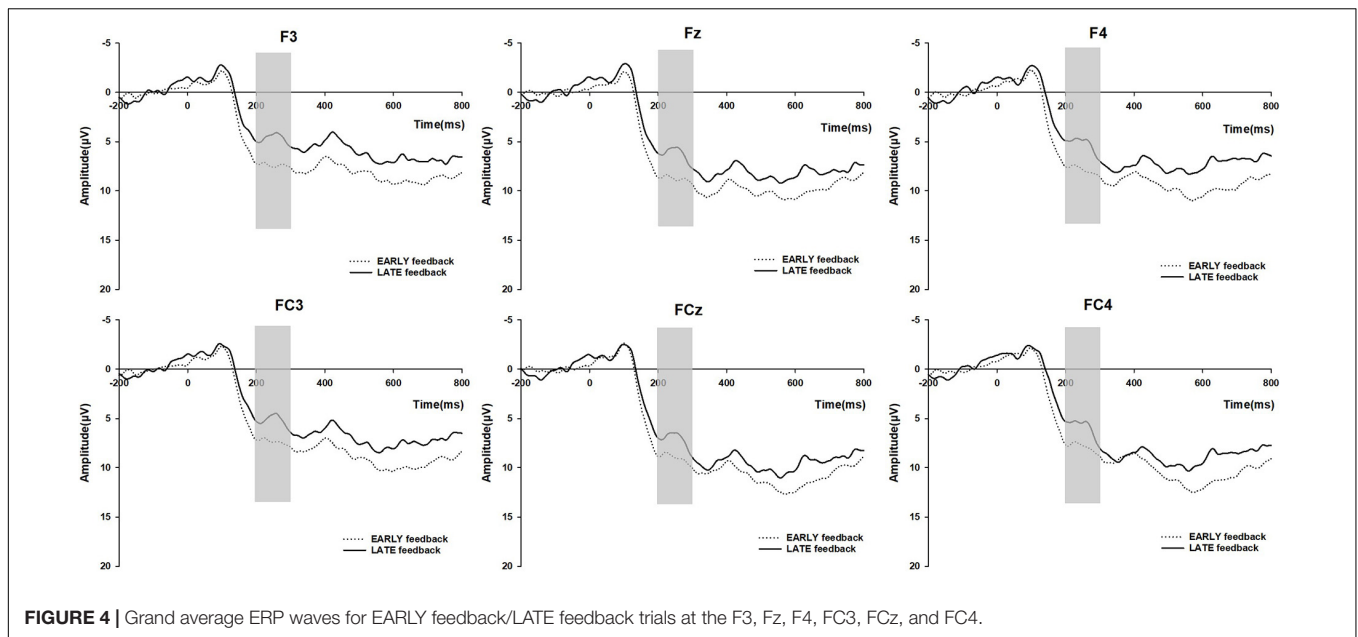 F3
-5
0
5
10
15
20
-200
0
200
400
600
800
Time(ms)
Amplitude(µV)
EARLY feedback
LATE feedback
Fz
-5
0
5
10
15
20
-200
0
200
400
600
800
Time(ms)
Amplitude(µV)
EARLY feedback
LATE feedback
F4
-5
0
5
10
15
20
-200
0
200
400
600
800
Time(ms)
Amplitude(µV)
EARLY feedback
LATE feedback
FC3
-5
0
5
10
15
20
-200
0
200
400
600
800
Time(ms)
Amplitude(µV)
EARLY feedback
LATE feedback
FCz
-5
0
5
10
15
20
-200
0
200
400
600
800
Time(ms)
Amplitude(µV)
EARLY feedback
LATE feedback
FC4
-5
0
5
10
15
20
-200
0
200
400
600
800
Time(ms)
Amplitude(µV)
EARLY feedback
LATE feedback
FIGURE 4 | Grand average ERP waves for EARLY feedback/LATE feedback trials at the F3, Fz, F4, FC3, FCz, and FC4.